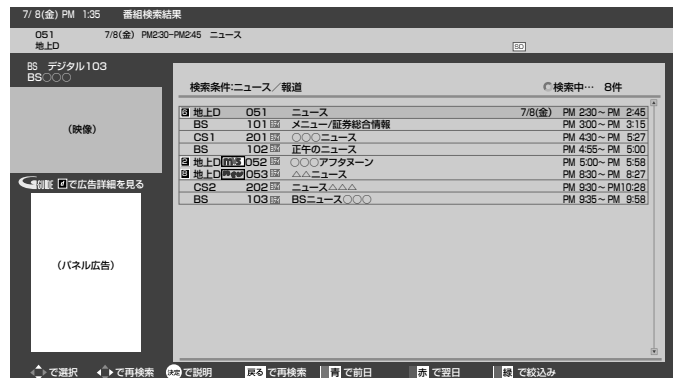 7/ 8(金) PM 1:35 番組検索結果
051 7/8(金) PM2:30-PM2:45 ニュース
地上D SD
BS デジタル103
BS○○○
(映像)
GUIDE dで広告詳細を見る
(パネル広告)
検索条件:ニュース/報道 検索中… 8件
地上D 051 ニュース 7/8(金) PM 2:30~PM 2:45
BS 101 メニュー/証券総合情報 PM 3:00~PM 3:15
CS1 201 ○○○ニュース PM 4:30~PM 5:27
BS 102 正午のニュース PM 4:55~PM 5:00
地上D 052 ○○○アフタヌーン PM 5:00~PM 5:58
地上D 053 △△ニュース PM 8:30~PM 8:27
CS2 202 ニュース△△△ PM 9:30~PM10:28
BS 103 BSニュース○○○ PM 9:35~PM 9:58
で選択 で再検索 決定 で説明 戻る で再検索 青 で前日 赤 で翌日 緑 で絞込み